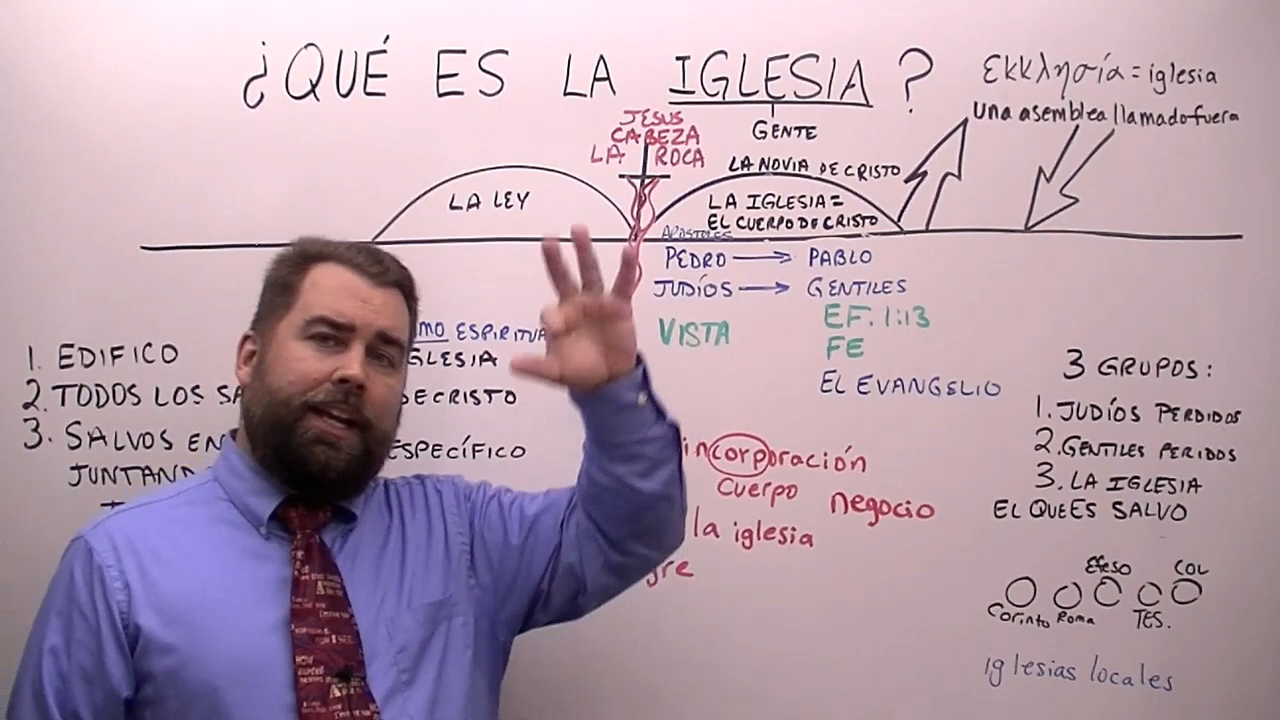 ¿QUÉ ES LA IGLESIA?
εκκλησία = iglesia
una asemblea llamado fuera
GENTE
JESUS
CABEZA
LA ROCA
LA NOVIA DE CRISTO
LA LEY
LA IGLESIA =
EL CUERPO DE CRISTO
APOSTOLES
PEDRO → PABLO
JUDÍOS → GENTILES
VISTA
EF. 1:13
FE
EL EVANGELIO
MO ESPIRITUA
1. EDIFICO GLESIA
2. TODOS LOS SA DE CRISTO
3. SALVOS EN ESPECÍFICO
JUNTAND
incorporación
cuerpo negocio
la iglesia
gre
3 GRUPOS:
1. JUDÍOS PERDIDOS
2. GENTILES PERIDOS
3. LA IGLESIA
EL QUE ES SALVO
Efeso COL
Corinto Roma TES.
iglesias locales